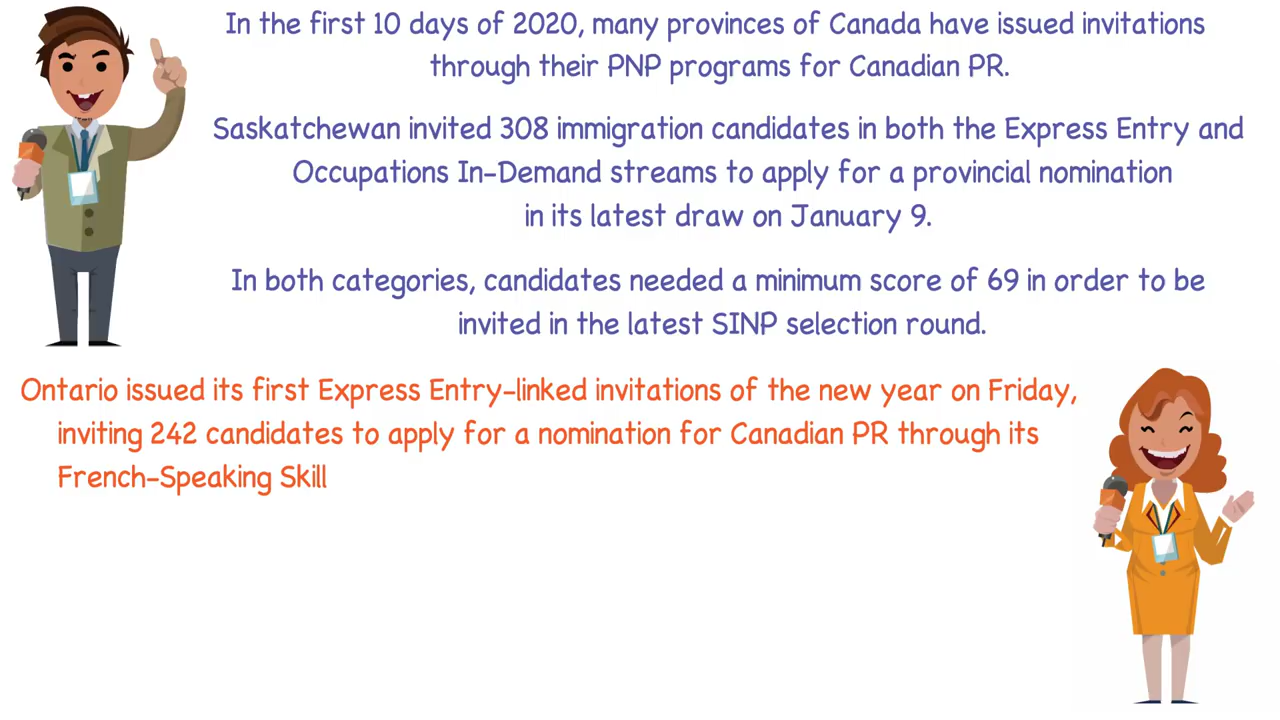 In the first 10 days of 2020, many provinces of Canada have issued invitations
through their PNP programs for Canadian PR.
Saskatchewan invited 308 immigration candidates in both the Express Entry and
Occupations In-Demand streams to apply for a provincial nomination
in its latest draw on January 9.
In both categories, candidates needed a minimum score of 69 in order to be
invited in the latest SINP selection round.
Ontario issued its first Express Entry-linked invitations of the new year on Friday,
inviting 242 candidates to apply for a nomination for Canadian PR through its
French-Speaking Skill